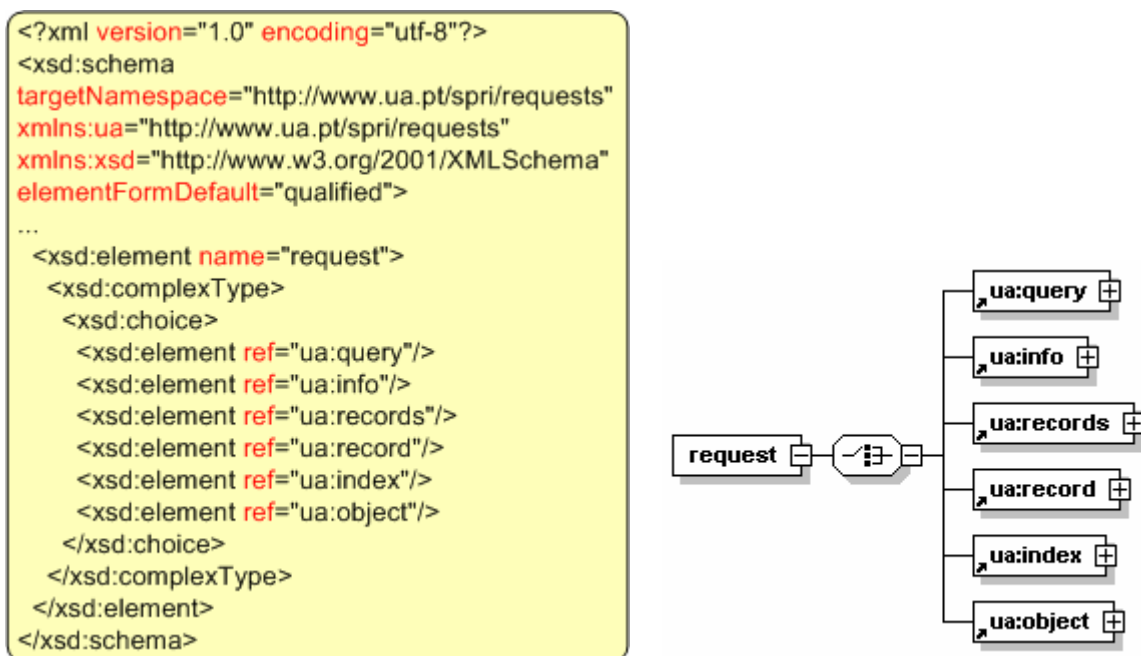 <?xml version="1.0" encoding="utf-8"?>
<xsd:schema
targetNamespace="http://www.ua.pt/spri/requests"
xmlns:ua="http://www.ua.pt/spri/requests"
xmlns:xsd="http://www.w3.org/2001/XMLSchema"
elementFormDefault="qualified">
...
<xsd:element name="request">
<xsd:complexType>
<xsd:choice>
<xsd:element ref="ua:query"/>
<xsd:element ref="ua:info"/>
<xsd:element ref="ua:records"/>
<xsd:element ref="ua:record"/>
<xsd:element ref="ua:index"/>
<xsd:element ref="ua:object"/>
</xsd:choice>
</xsd:complexType>
</xsd:element>
</xsd:schema>
request
ua:query
ua:info
ua:records
ua:record
ua:index
ua:object